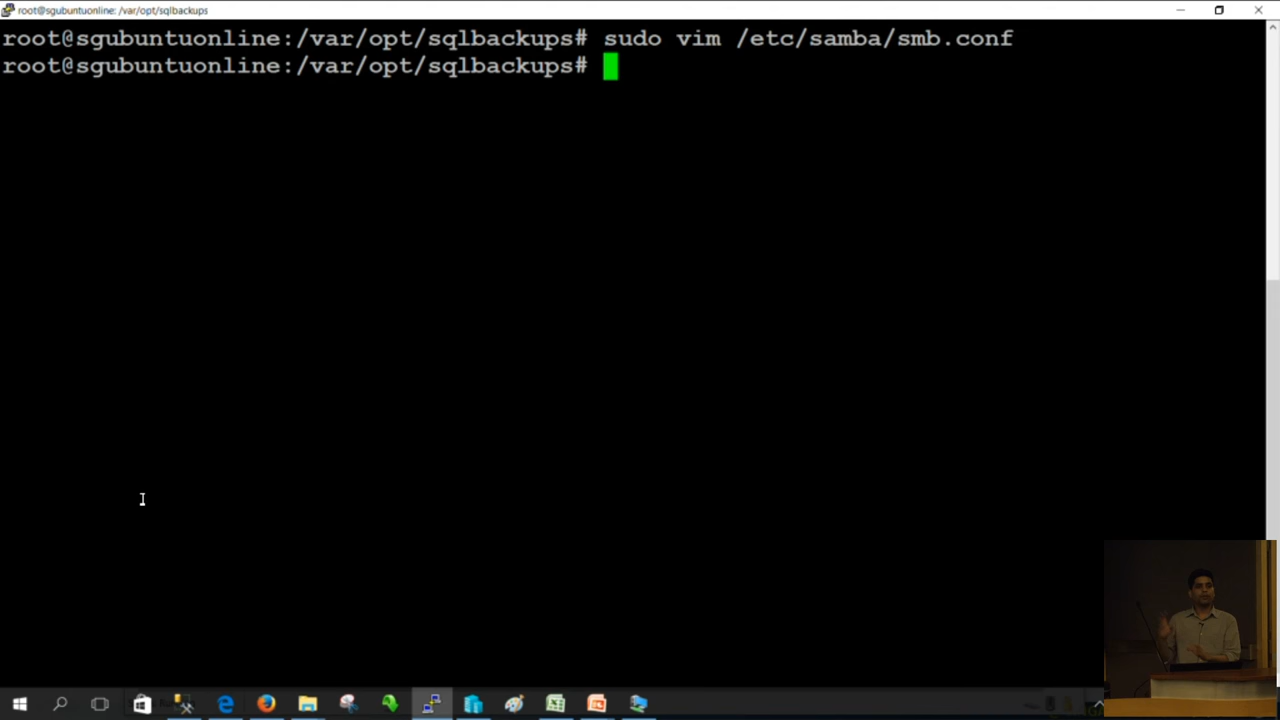 root@sgubuntuonline: /var/opt/sqlbackups
root@sgubuntuonline:/var/opt/sqlbackups# sudo vim /etc/samba/smb.conf
root@sgubuntuonline:/var/opt/sqlbackups#